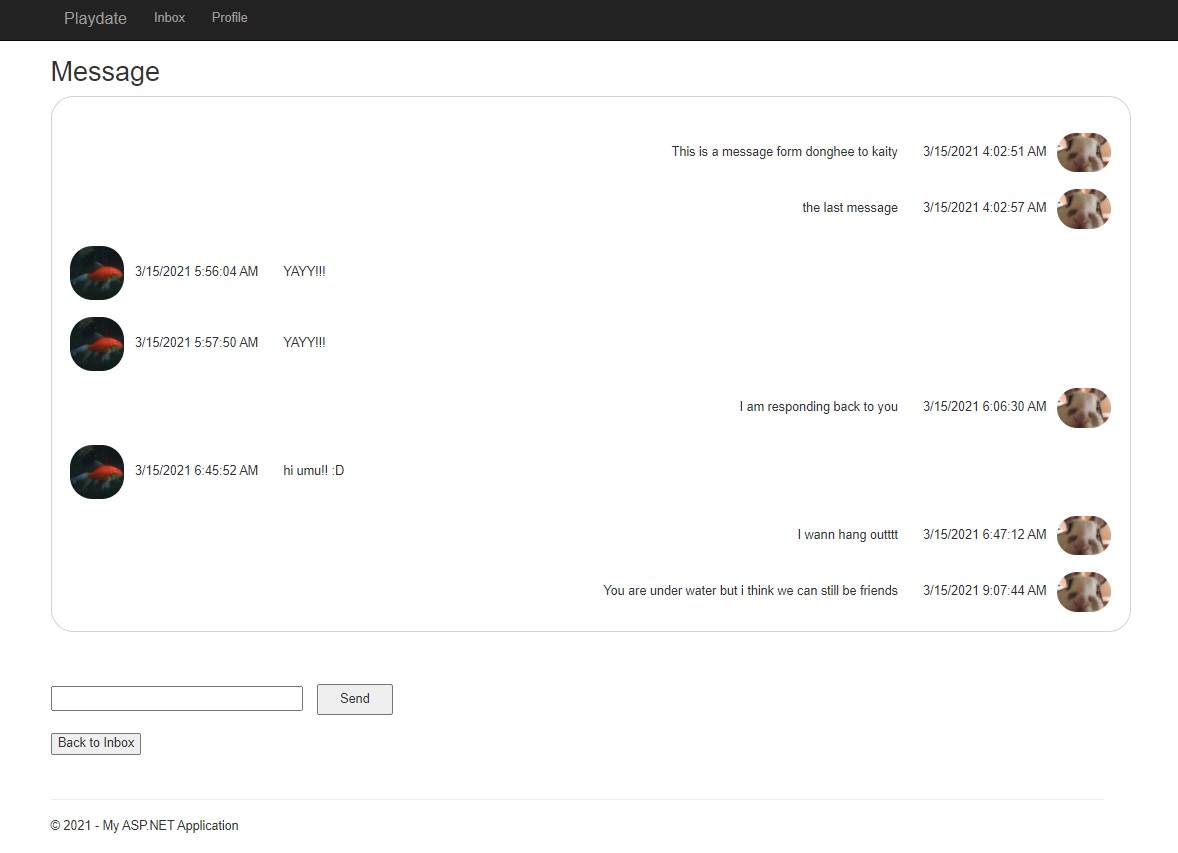 Playdate Inbox Profile
Message
This is a message form donghee to kaity 3/15/2021 4:02:51 AM
the last message 3/15/2021 4:02:57 AM
3/15/2021 5:56:04 AM YAYY!!!
3/15/2021 5:57:50 AM YAYY!!!
I am responding back to you 3/15/2021 6:06:30 AM
3/15/2021 6:45:52 AM hi umu!! :D
I wann hang outttt 3/15/2021 6:47:12 AM
You are under water but i think we can still be friends 3/15/2021 9:07:44 AM
Send
Back to Inbox
© 2021 - My ASP.NET Application